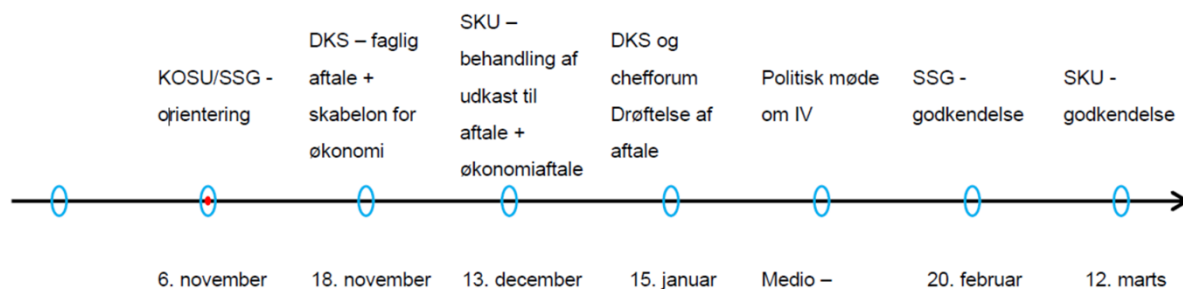 KOSU/SSG -
orientering
DKS – faglig
aftale +
skabelon for
økonomi
SKU –
behandling af
udkast til
aftale +
økonomiaftale
DKS og
chefforum
Drøftelse af
aftale
Politisk møde
om IV
SSG -
godkendelse
SKU -
godkendelse
6. november
18. november
13. december
15. januar
Medio –
20. februar
12. marts